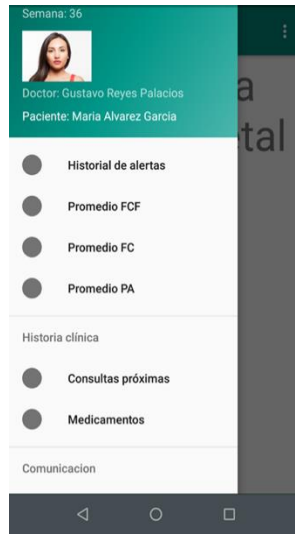 Semana: 36
Doctor: Gustavo Reyes Palacios
Paciente: Maria Alvarez Garcia
a
tal
Historial de alertas
Promedio FCF
Promedio FC
Promedio PA
Historia clínica
Consultas próximas
Medicamentos
Comunicacion